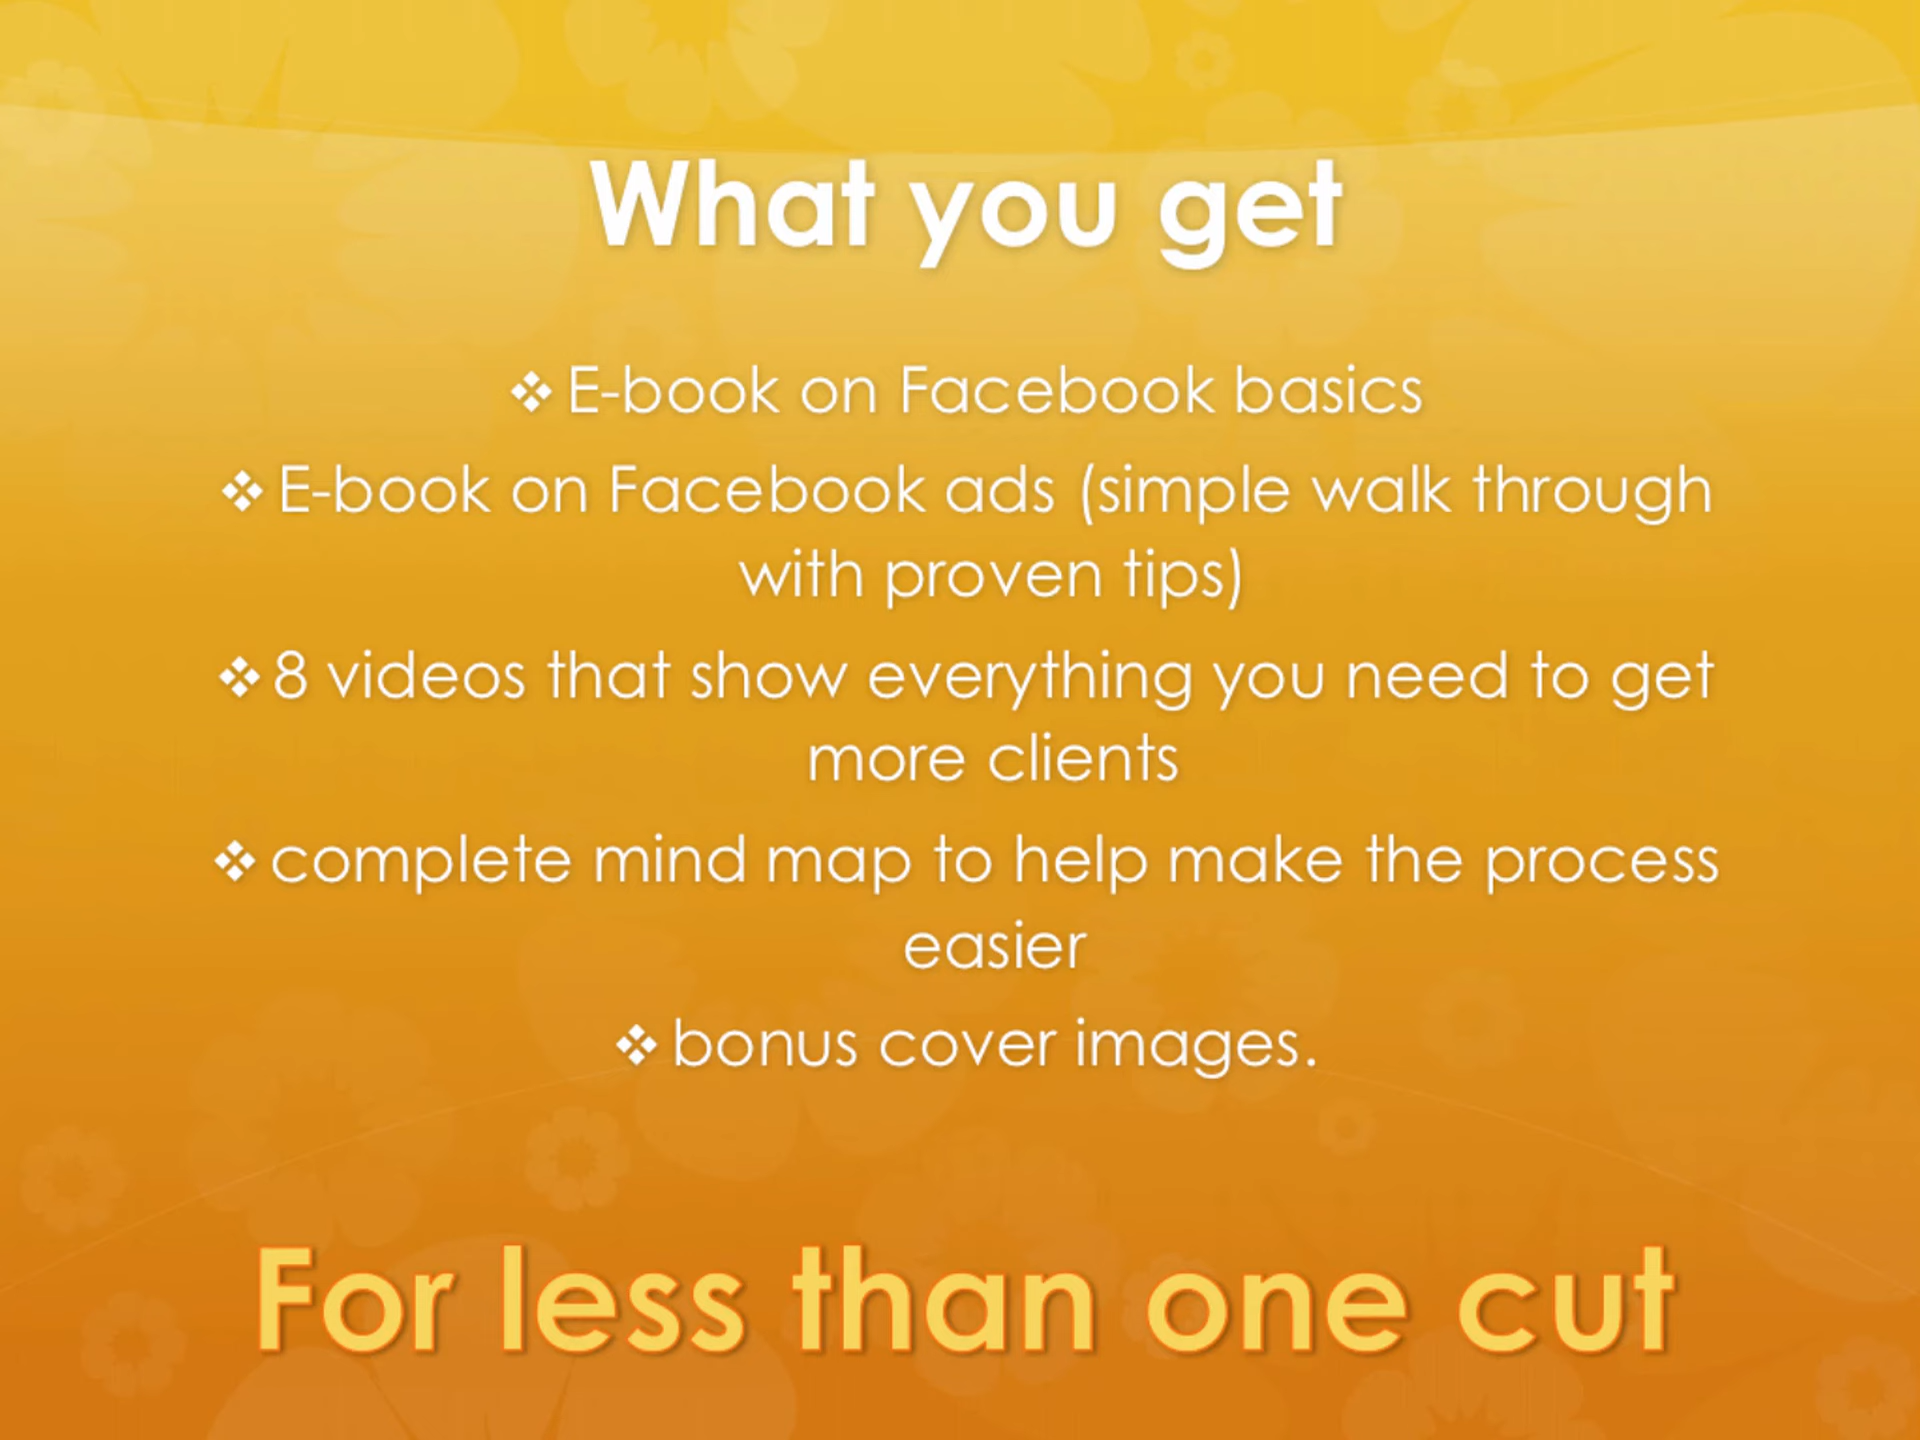 What you get
❖ E-book on Facebook basics
❖ E-book on Facebook ads (simple walk through
with proven tips)
❖ 8 videos that show everything you need to get
more clients
❖ complete mind map to help make the process
easier
❖ bonus cover images.
For less than one cut